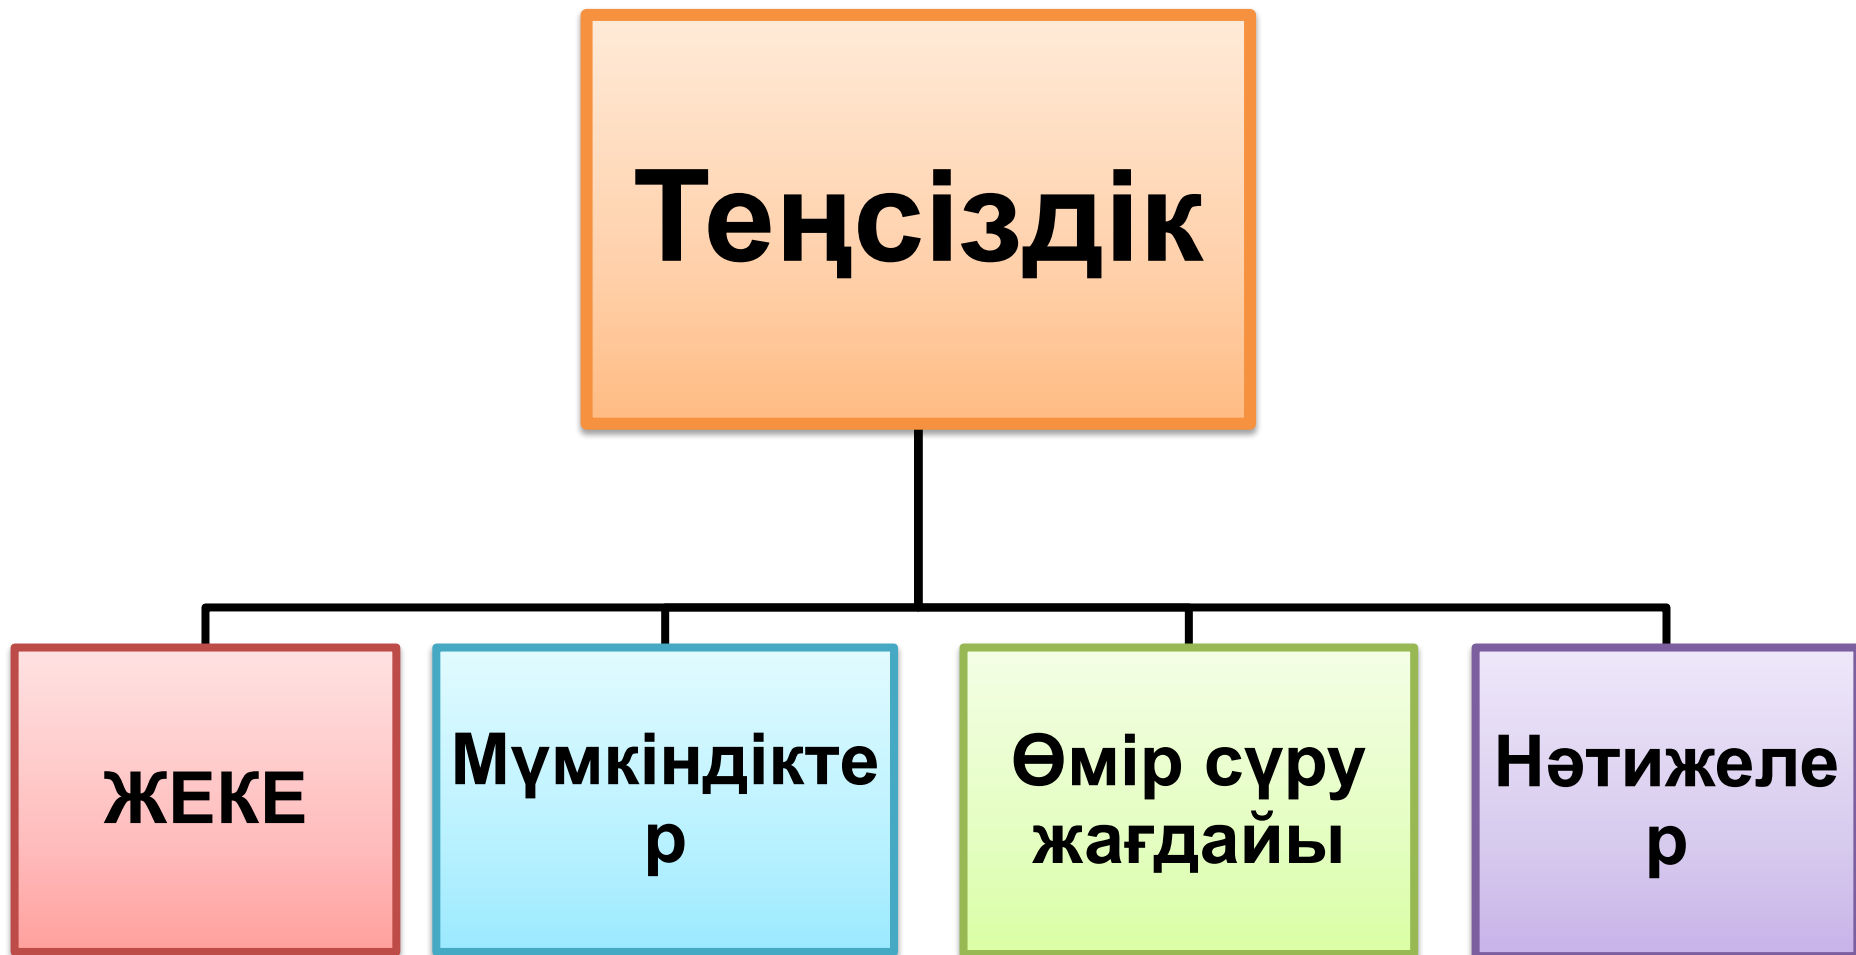 Теңсіздік
ЖЕКЕ
Мүмкіндікте
р
Өмір сүру
жағдайы
Нәтижеле
р